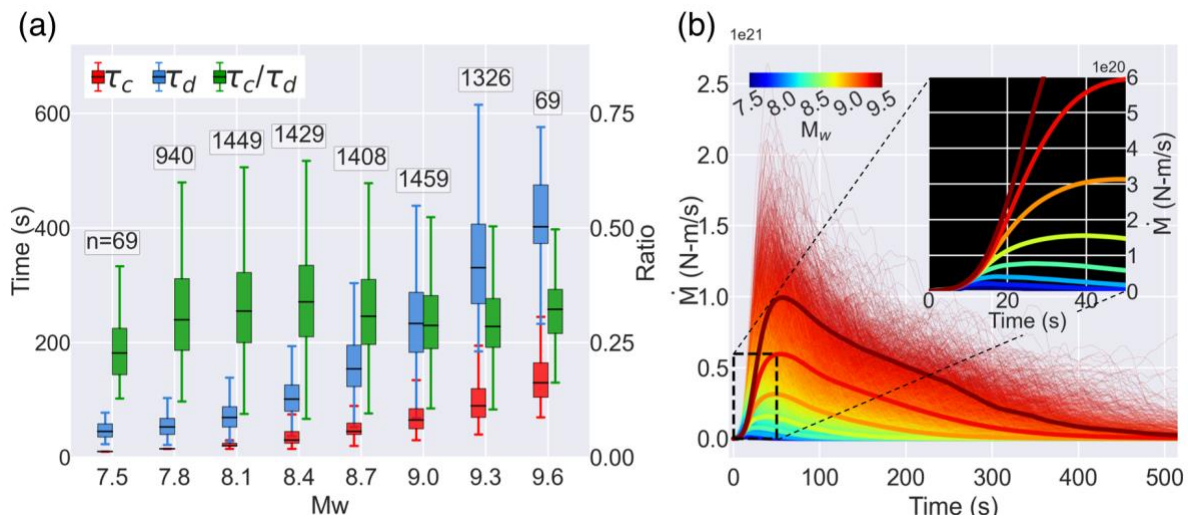 (a)
τc τd τc/τd
n=69
940
1449
1429
1408
1459
1326
69
Time (s)
600
400
200
0
Ratio
0.75
0.50
0.25
0.00
7.5 7.8 8.1 8.4 8.7 9.0 9.3 9.6
Mw
(b)
1e21
2.5
2.0
1.5
1.0
0.5
0.0
Ṁ (N-m/s)
7.5 8.0 8.5 9.0 9.5
Mw
1e20
6
5
4
3
2
1
0
Ṁ (N-m/s)
0 20 40
Time (s)
0 100 200 300 400 500
Time (s)